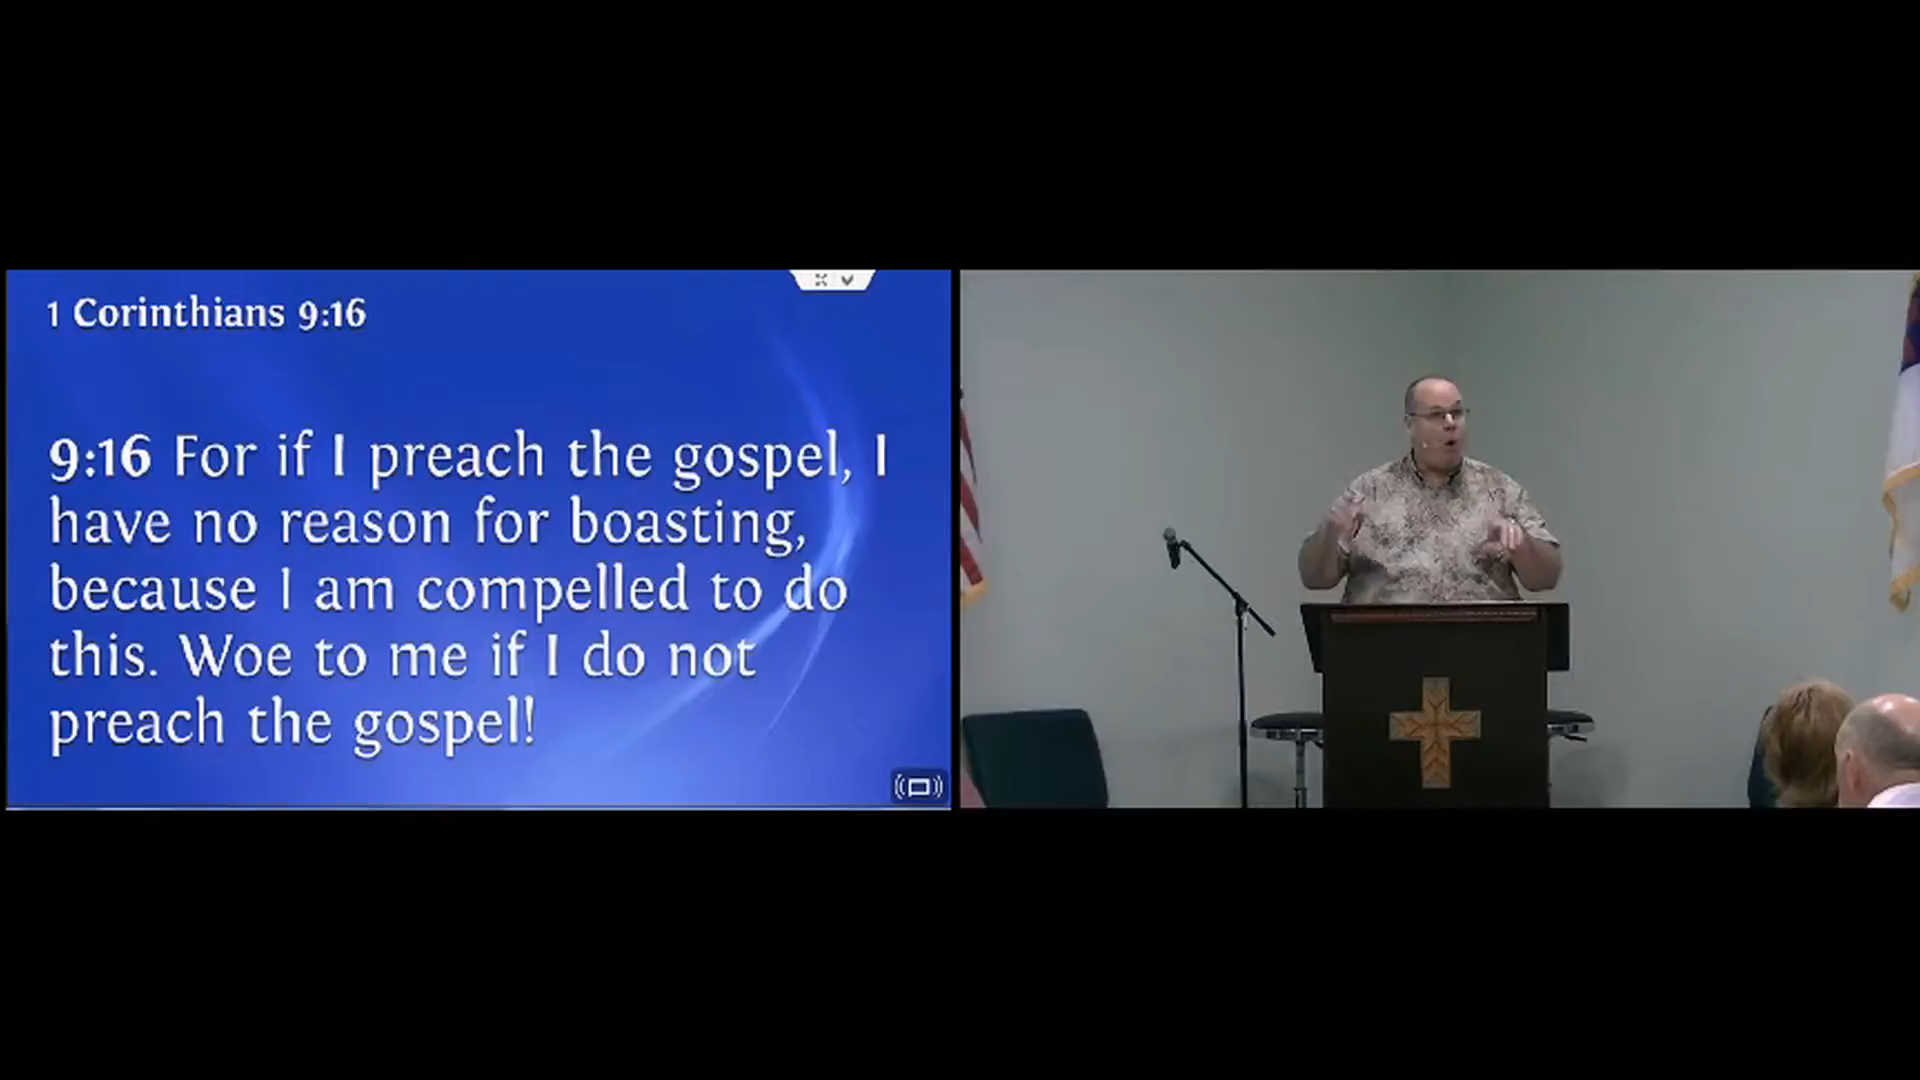 1 Corinthians 9:16
9:16 For if I preach the gospel, I
have no reason for boasting,
because I am compelled to do
this. Woe to me if I do not
preach the gospel!